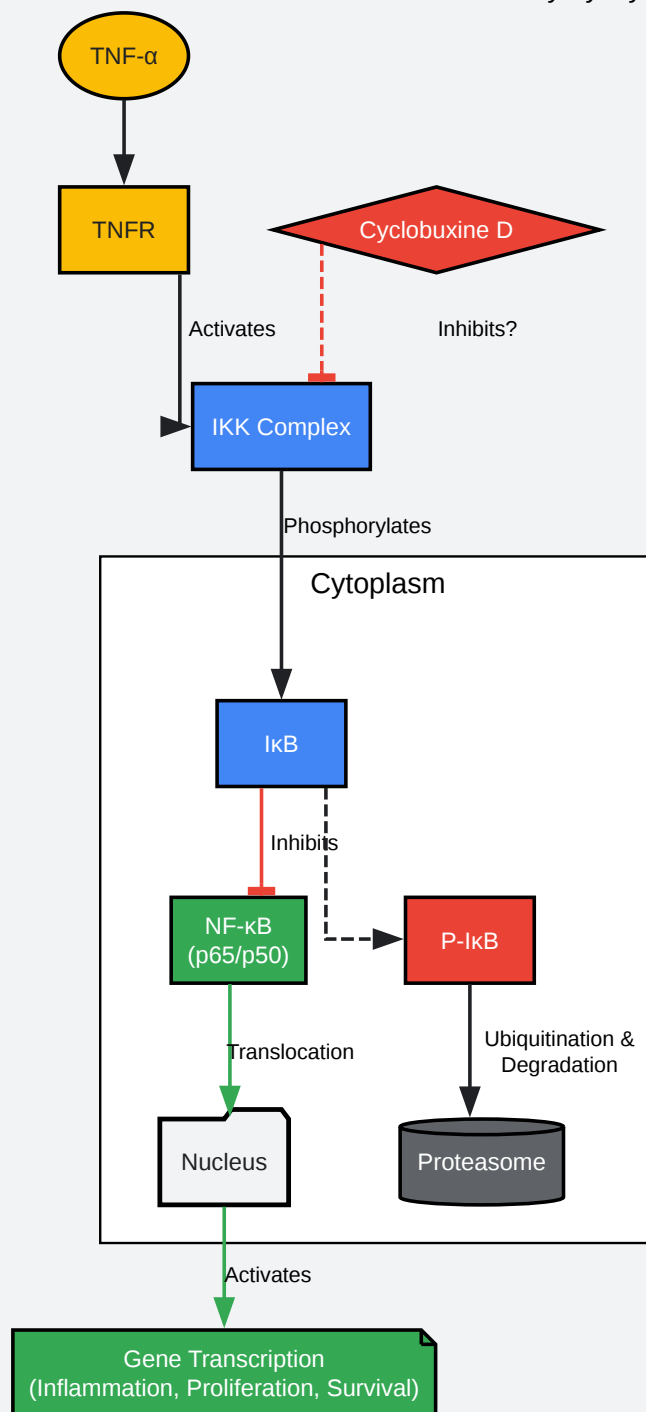 TNF-α
TNFR
Cyclobuxine D
Activates
Inhibits?
IKK Complex
Phosphorylates
Cytoplasm
IκB
Inhibits
NF-κB
(p65/p50)
P-IκB
Translocation
Ubiquitination &
Degradation
Nucleus
Proteasome
Activates
Gene Transcription
(Inflammation, Proliferation, Survival)